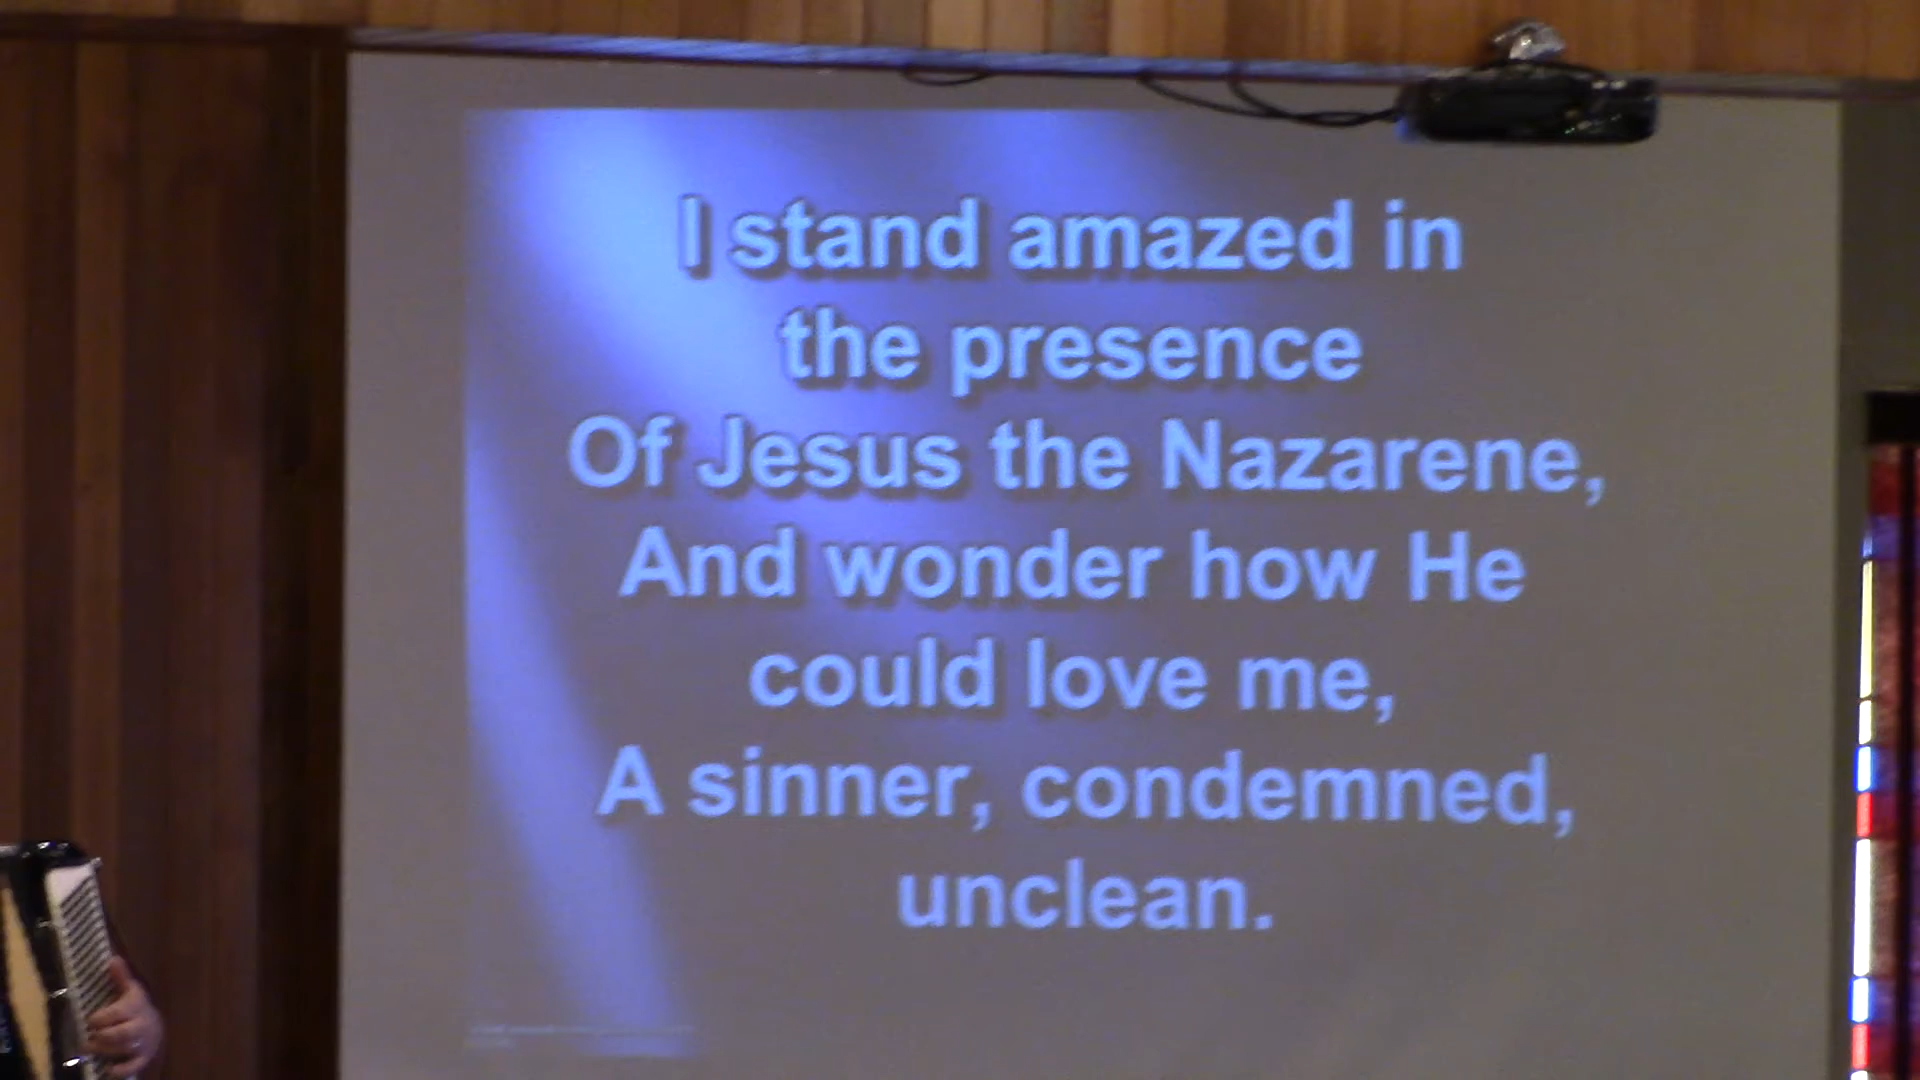 I stand amazed in
the presence
Of Jesus the Nazarene,
And wonder how He
could love me,
A sinner, condemned,
unclean.